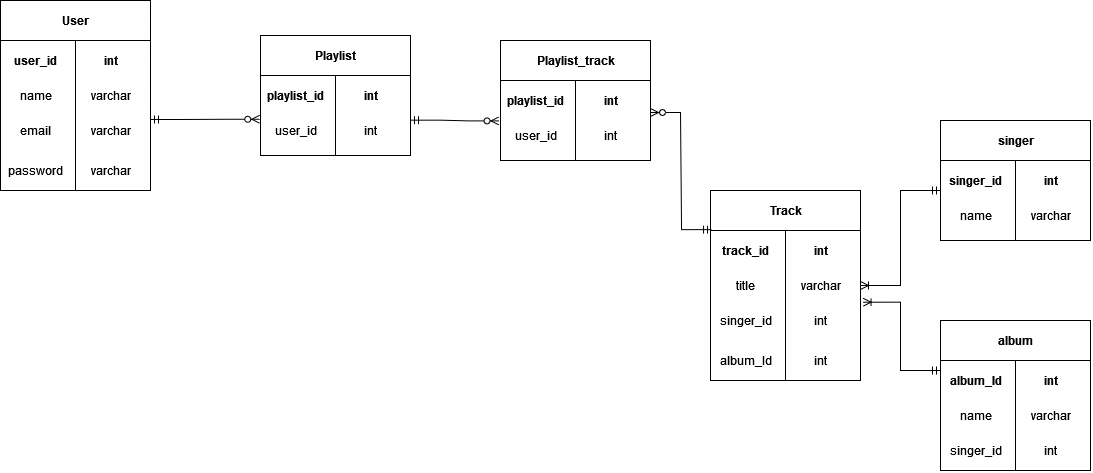 User
user_id int
name varchar
email varchar
password varchar
Playlist
playlist_id int
user_id int
Playlist_track
playlist_id int
user_id int
Track
track_id int
title varchar
singer_id int
album_Id int
singer
singer_id int
name varchar
album
album_Id int
name varchar
singer_id int